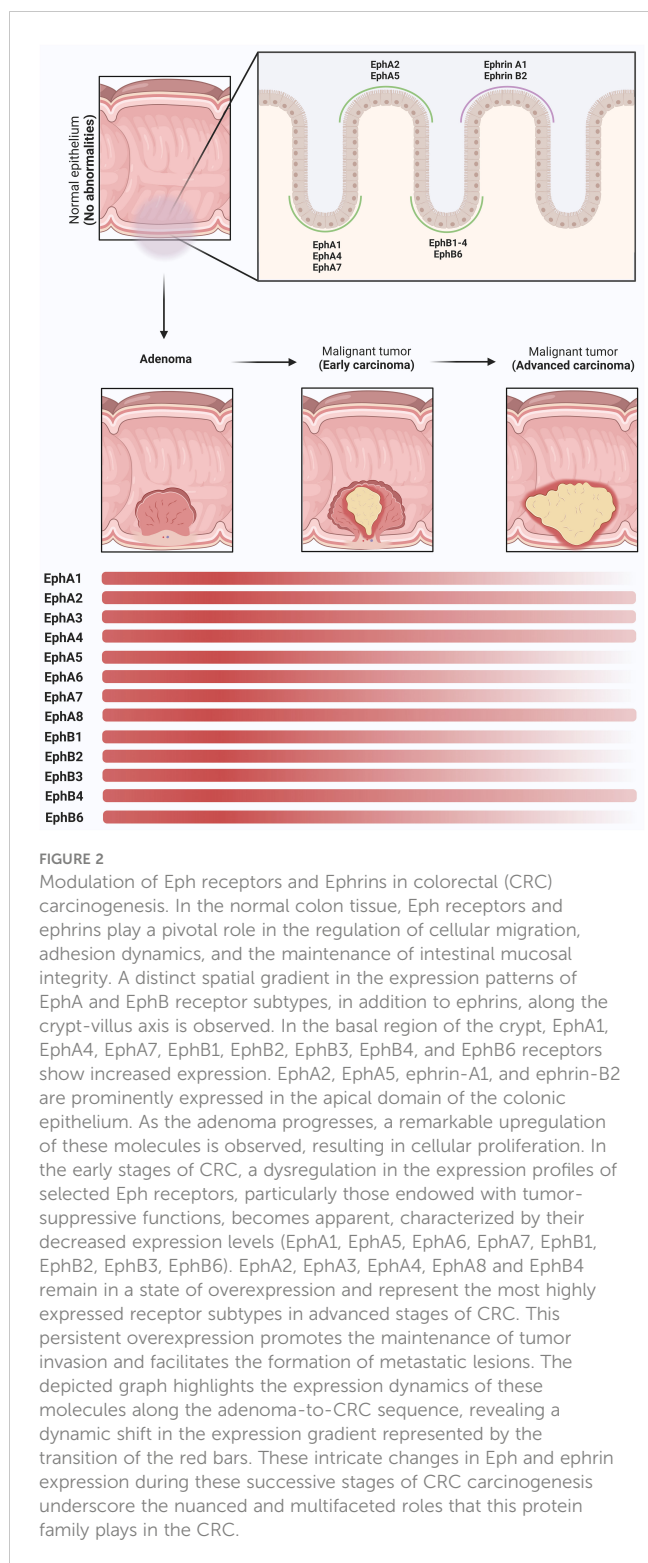 Normal epithelium
(No abnormalities)
EphA2
EphA5
Ephrin A1
Ephrin B2
EphA1
EphA4
EphA7
EphB1-4
EphB6
Adenoma
Malignant tumor
(Early carcinoma)
Malignant tumor
(Advanced carcinoma)
EphA1
EphA2
EphA3
EphA4
EphA5
EphA6
EphA7
EphA8
EphB1
EphB2
EphB3
EphB4
EphB6
FIGURE 2
Modulation of Eph receptors and Ephrins in colorectal (CRC)
carcinogenesis. In the normal colon tissue, Eph receptors and
ephrins play a pivotal role in the regulation of cellular migration,
adhesion dynamics, and the maintenance of intestinal mucosal
integrity. A distinct spatial gradient in the expression patterns of
EphA and EphB receptor subtypes, in addition to ephrins, along the
crypt-villus axis is observed. In the basal region of the crypt, EphA1,
EphA4, EphA7, EphB1, EphB2, EphB3, EphB4, and EphB6 receptors
show increased expression. EphA2, EphA5, ephrin-A1, and ephrin-B2
are prominently expressed in the apical domain of the colonic
epithelium. As the adenoma progresses, a remarkable upregulation
of these molecules is observed, resulting in cellular proliferation. In
the early stages of CRC, a dysregulation in the expression profiles of
selected Eph receptors, particularly those endowed with tumor-
suppressive functions, becomes apparent, characterized by their
decreased expression levels (EphA1, EphA5, EphA6, EphA7, EphB1,
EphB2, EphB3, EphB6). EphA2, EphA3, EphA4, EphA8 and EphB4
remain in a state of overexpression and represent the most highly
expressed receptor subtypes in advanced stages of CRC. This
persistent overexpression promotes the maintenance of tumor
invasion and facilitates the formation of metastatic lesions. The
depicted graph highlights the expression dynamics of these
molecules along the adenoma-to-CRC sequence, revealing a
dynamic shift in the expression gradient represented by the
transition of the red bars. These intricate changes in Eph and ephrin
expression during these successive stages of CRC carcinogenesis
underscore the nuanced and multifaceted roles that this protein
family plays in the CRC.